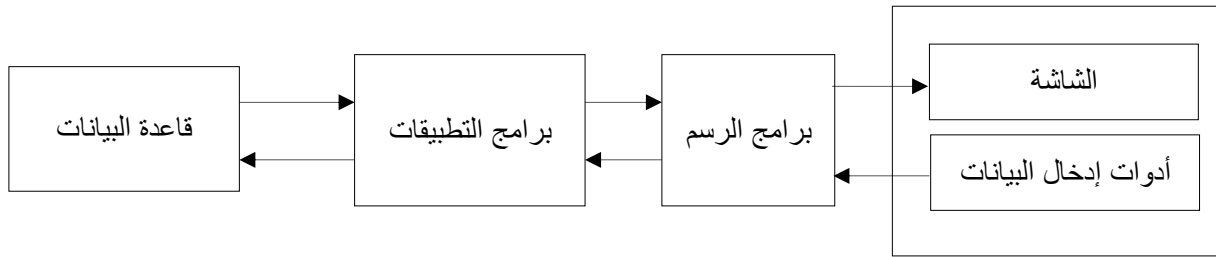 الشاشة
أدوات إدخال البيانات
برامج الرسم
برامج التطبيقات
قاعدة البيانات